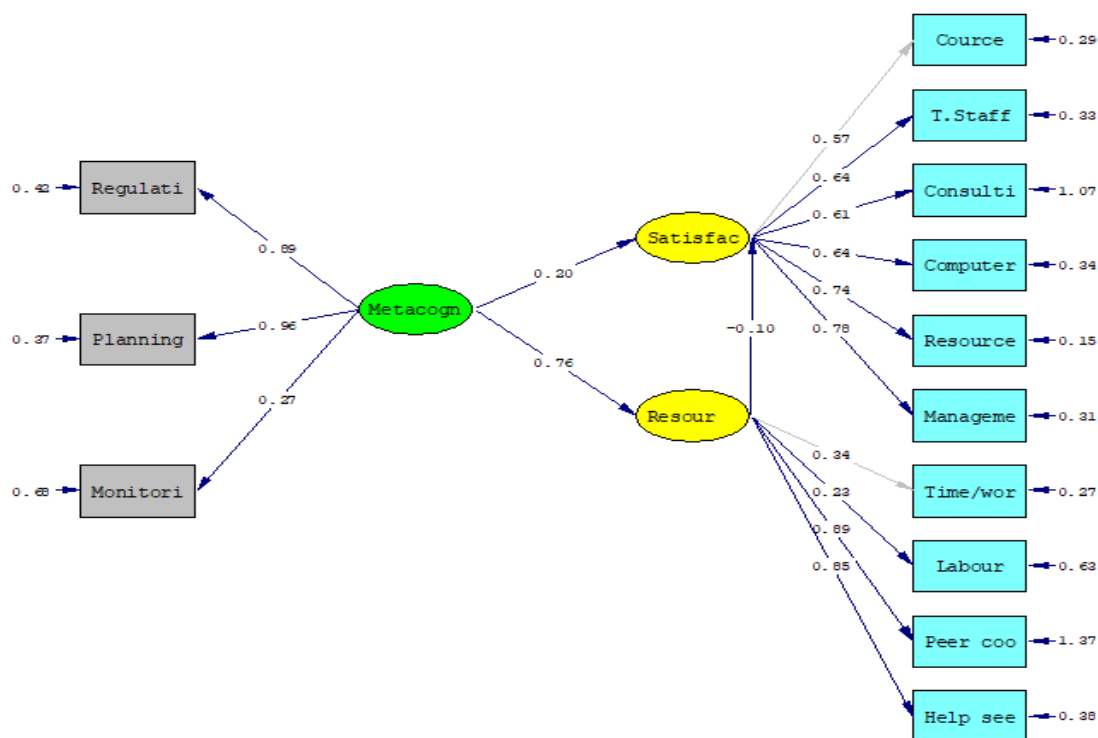 Cource
0.29
T.Staff
0.33
0.57
0.64
0.42
Regulati
Consulti
1.07
0.61
Satisfac
0.89
0.64
Computer
0.34
0.20
0.74
Metacogn
0.37
Planning
0.96
-0.10
0.78
Resource
0.15
0.76
0.27
Resour
Manageme
0.31
0.34
0.68
Monitori
0.23
Time/wor
0.27
0.89
0.85
Labour
0.63
Peer coo
1.37
Help see
0.38